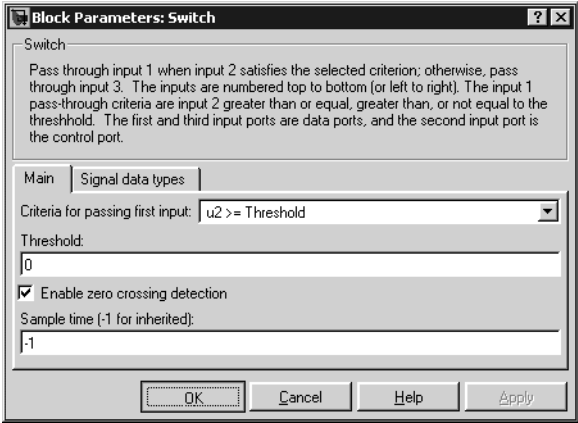 Block Parameters: Switch
Switch
Pass through input 1 when input 2 satisfies the selected criterion; otherwise, pass
through input 3. The inputs are numbered top to bottom (or left to right). The input 1
pass-through criteria are input 2 greater than or equal, greater than, or not equal to the
threshhold. The first and third input ports are data ports, and the second input port is
the control port.
Main Signal data types
Criteria for passing first input: u2 >= Threshold
Threshold:
0
Enable zero crossing detection
Sample time (-1 for inherited):
-1
OK Cancel Help Apply